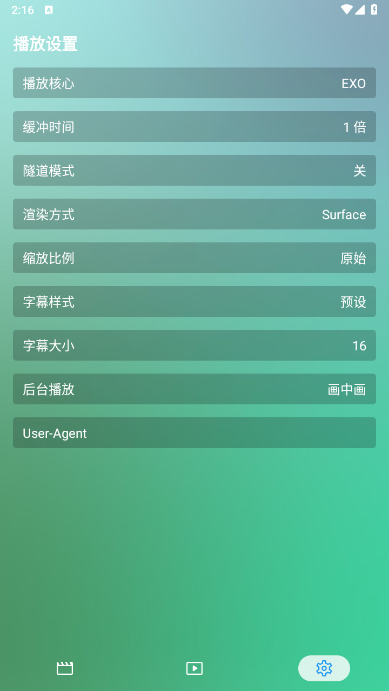 2:16
播放设置
播放核心 EXO
缓冲时间 1 倍
隧道模式 关
渲染方式 Surface
缩放比例 原始
字幕样式 预设
字幕大小 16
后台播放 画中画
User-Agent